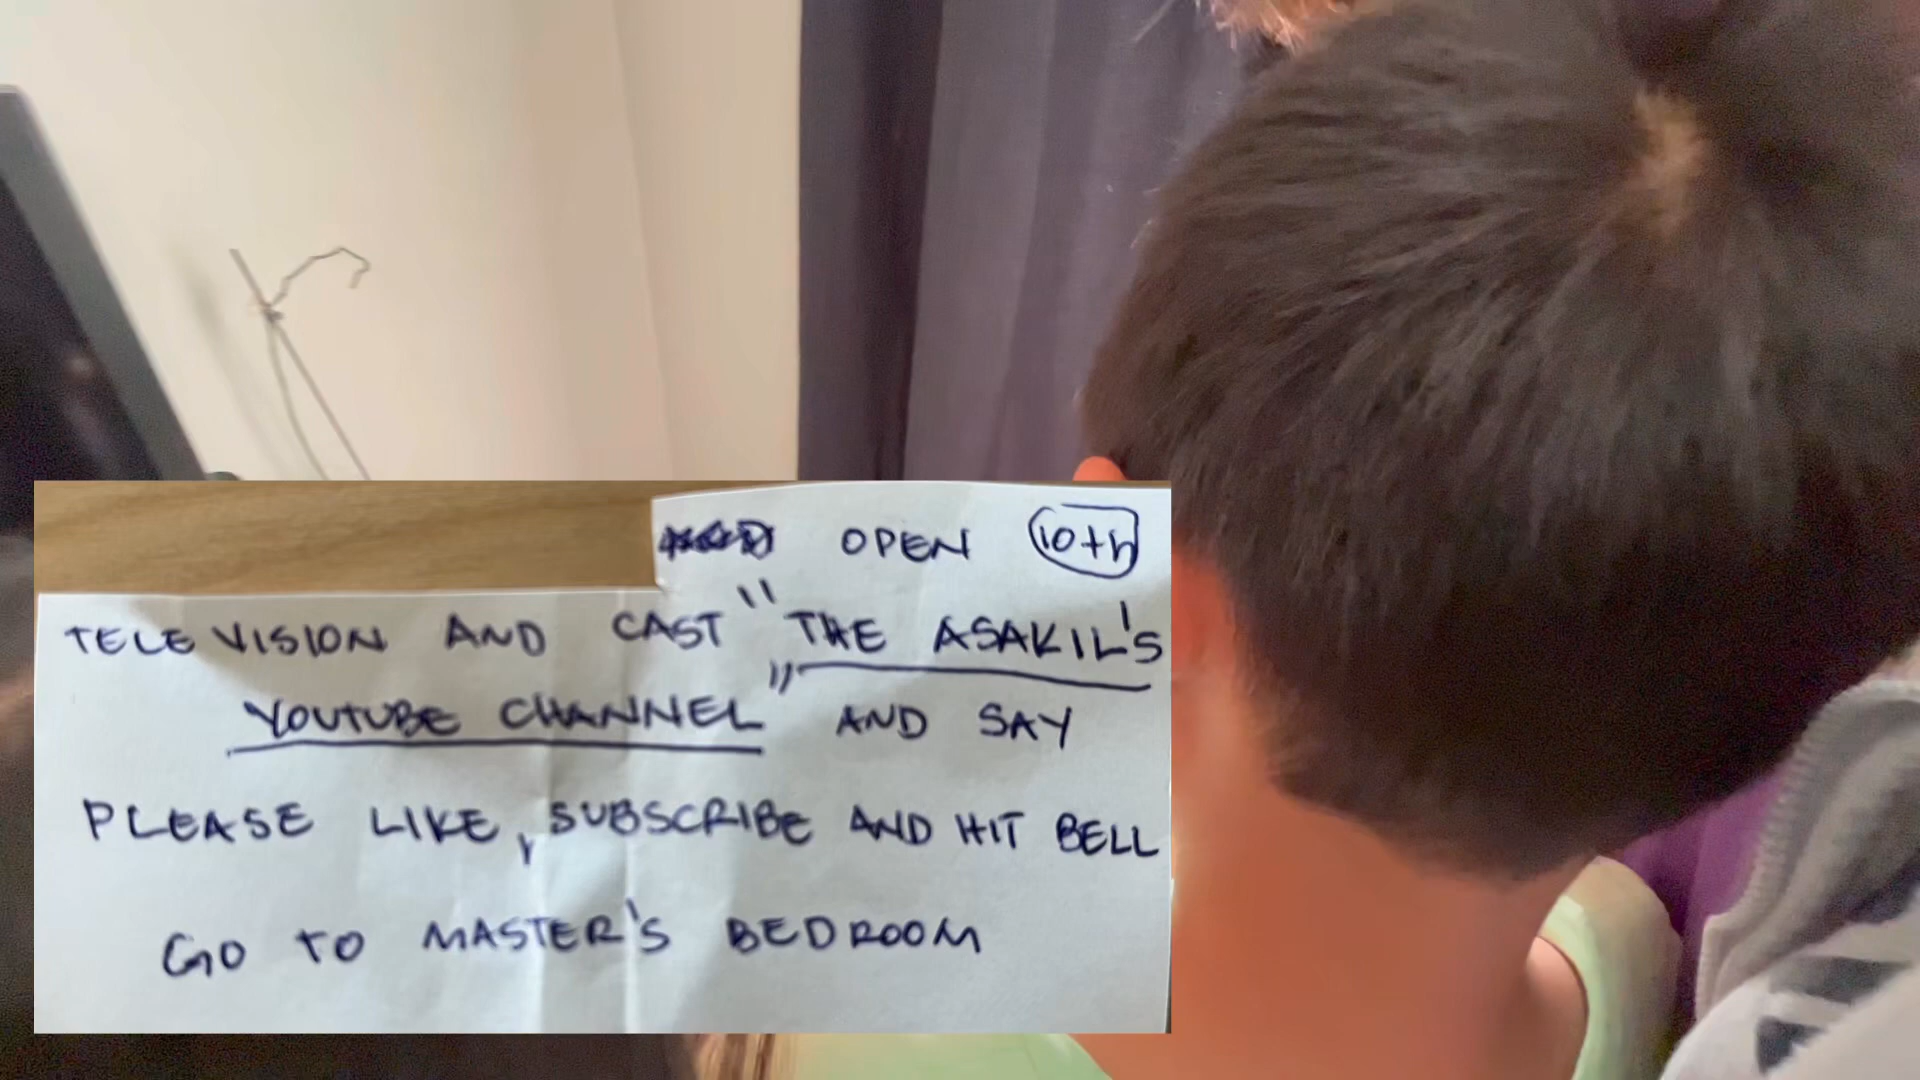 OPEN 10th
TELEVISION AND CAST "THE ASAKIL'S
YOUTUBE CHANNEL" AND SAY
PLEASE LIKE, SUBSCRIBE AND HIT BELL
GO TO MASTER'S BEDROOM